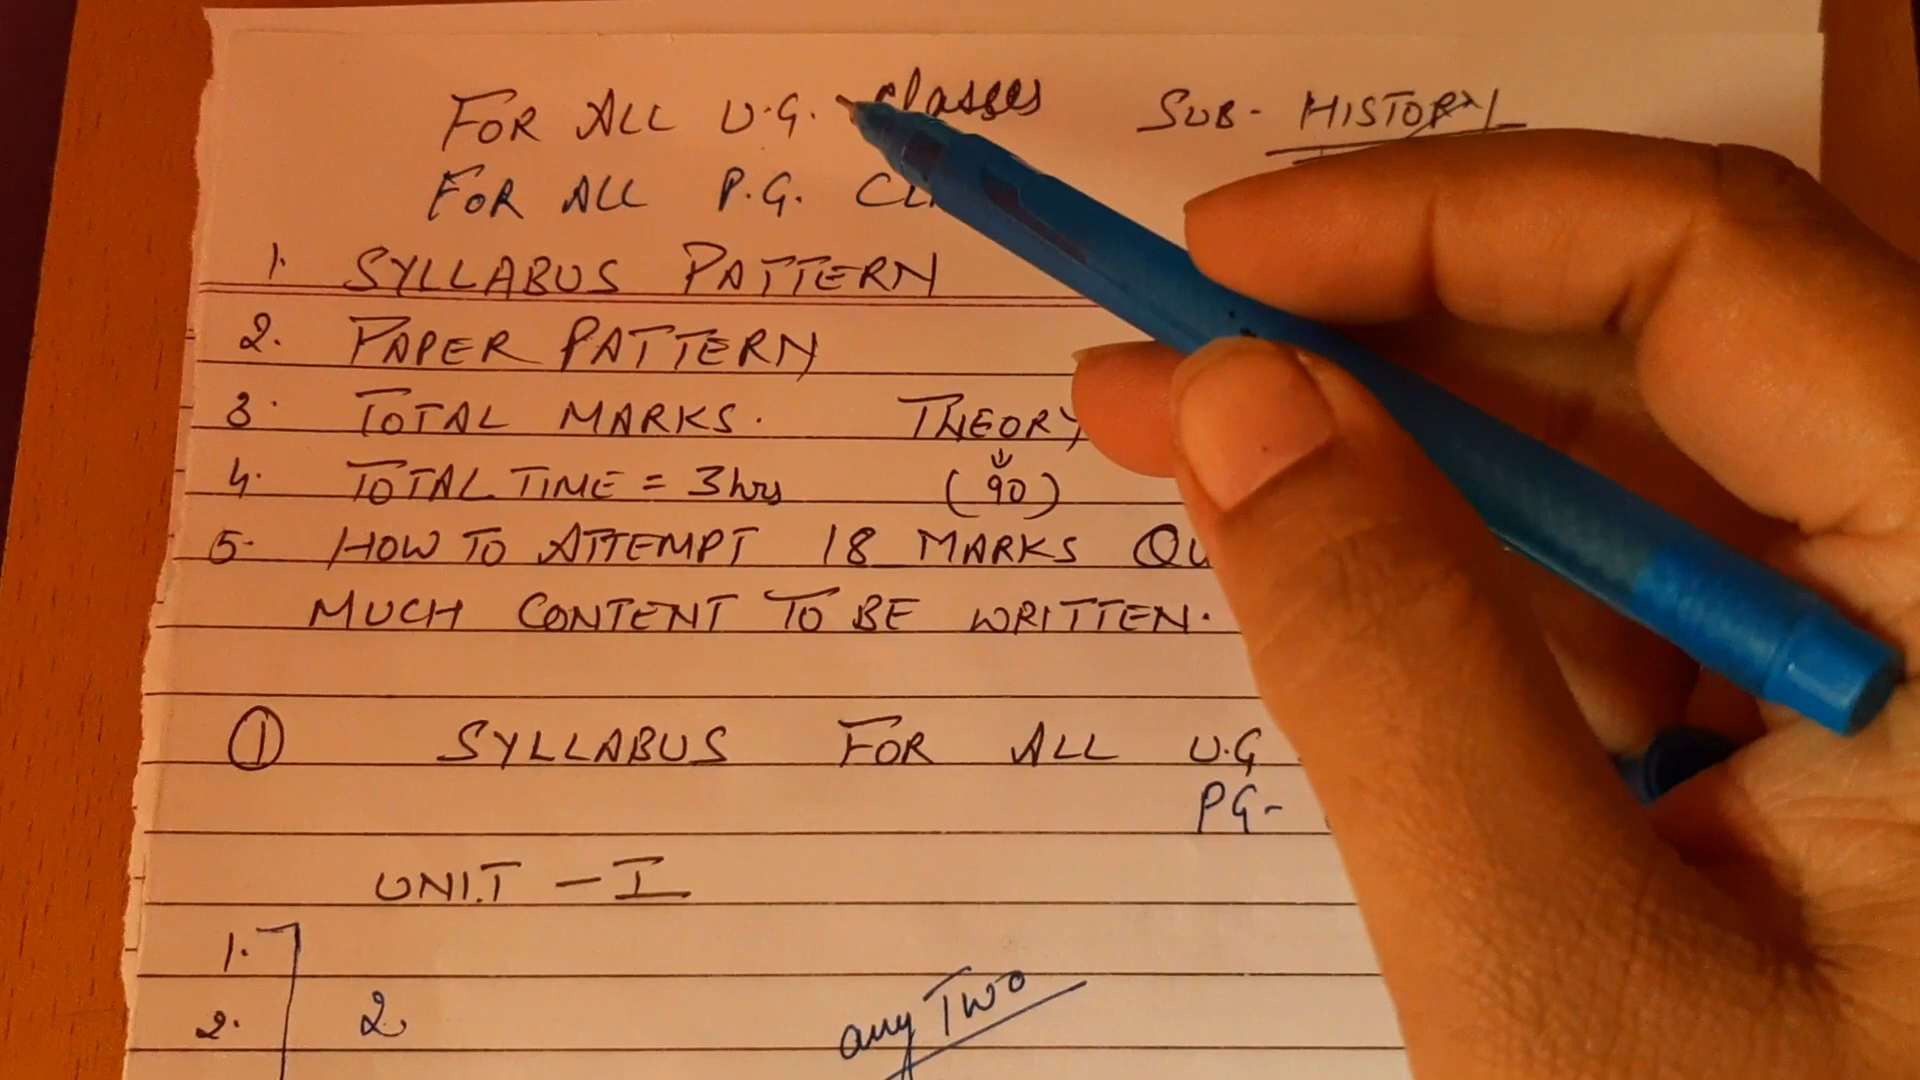 FOR ALL U.G. classes SUB- HISTORY
FOR ALL P.G.
1. SYLLABUS PATTERN
2. PAPER PATTERN
3. TOTAL MARKS. THEORY
4. TOTAL TIME = 3 hrs (90)
5. HOW TO ATTEMPT 18 MARKS
MUCH CONTENT TO BE WRITTEN.
① SYLLABUS FOR ALL U.G
PG-
UNIT - I
1.
2. 2
any Two